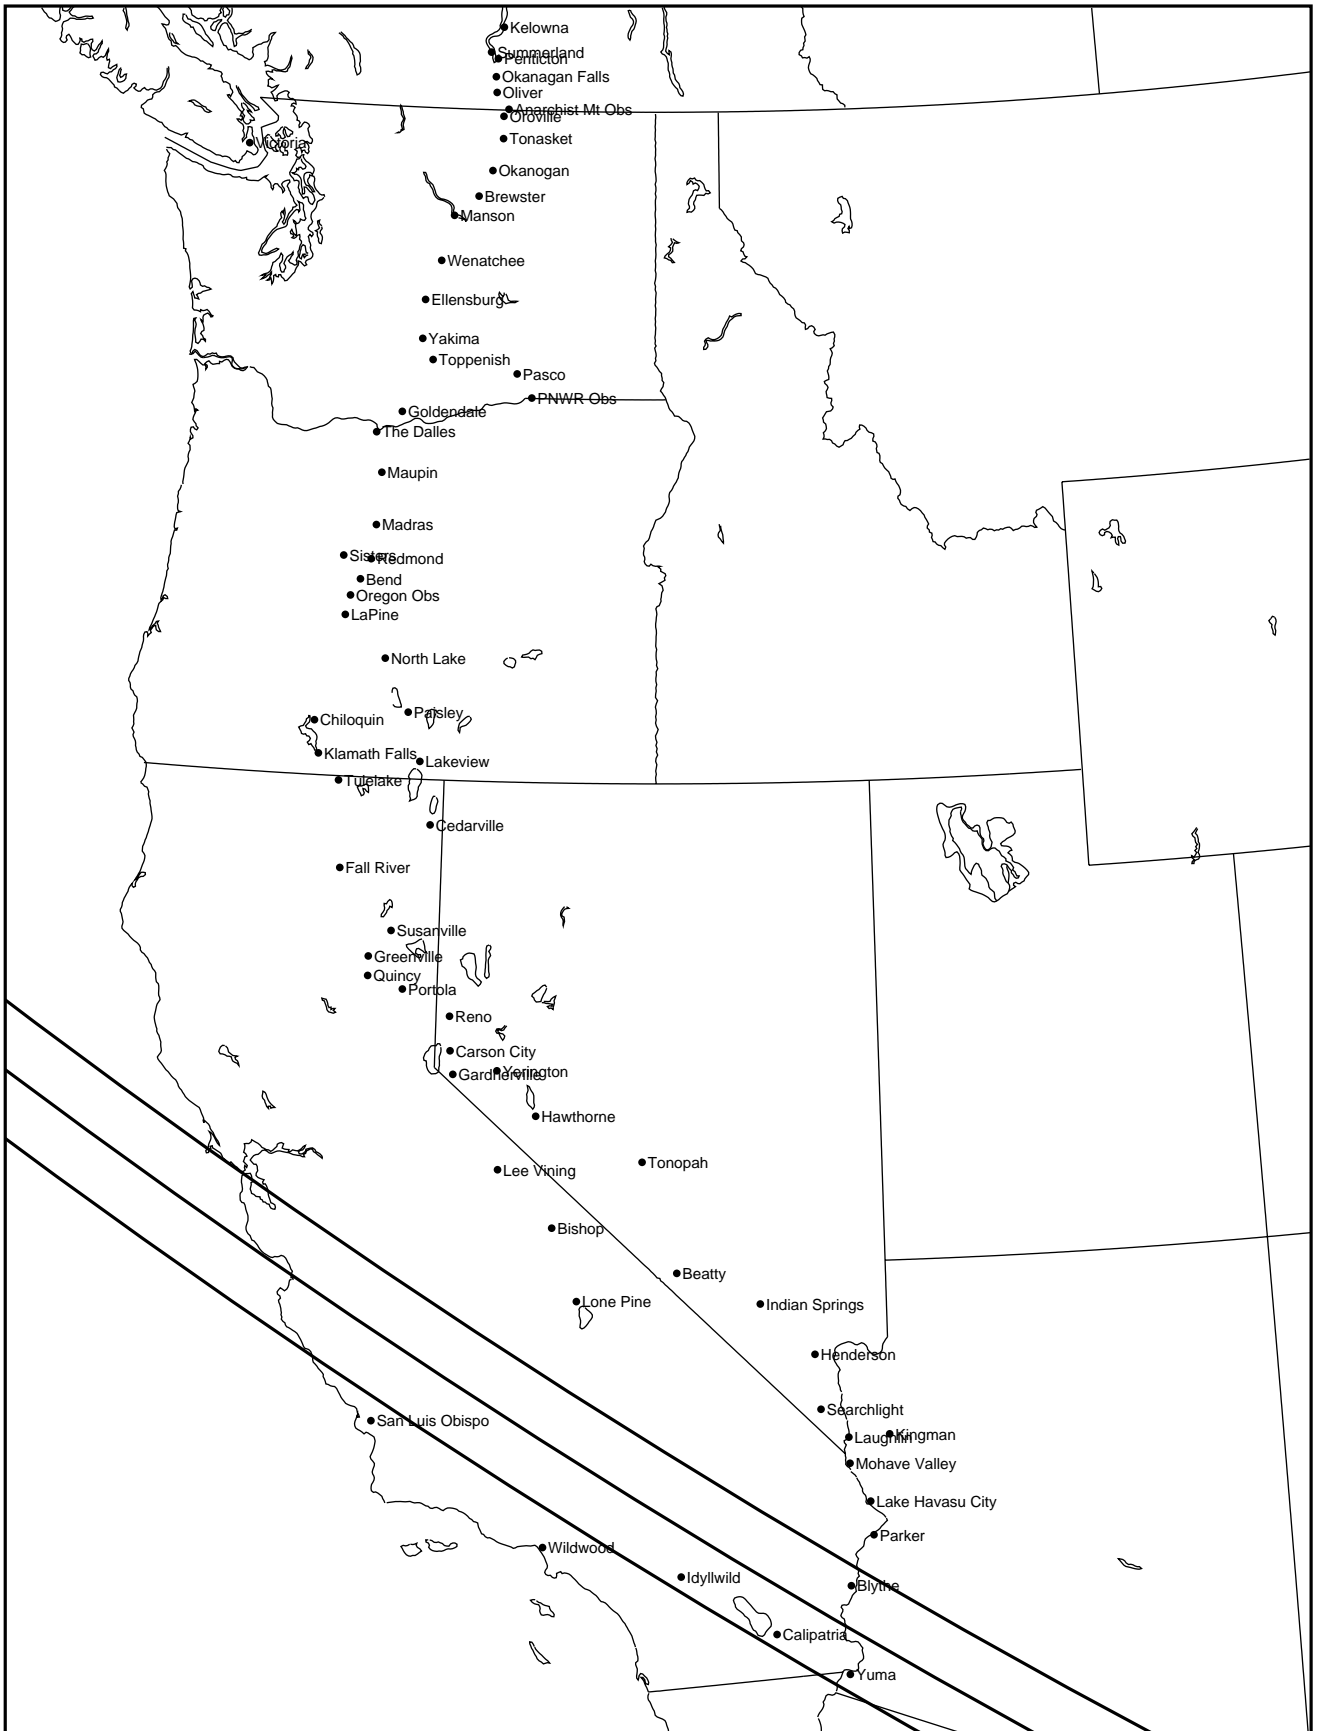 Kelowna
Summerland
Penticton
Okanagan Falls
Oliver
Anarchist Mt Obs
Oroville
Tonasket
Victoria
Okanogan
Brewster
Manson
Wenatchee
Ellensburg
Yakima
Toppenish
Pasco
PNWR Obs
Goldendale
The Dalles
Maupin
Madras
Sisters
Redmond
Bend
Oregon Obs
LaPine
North Lake
Paisley
Chiloquin
Klamath Falls
Lakeview
Tulelake
Cedarville
Fall River
Susanville
Greenville
Quincy
Portola
Reno
Carson City
Yerington
Gardnerville
Hawthorne
Tonopah
Lee Vining
Bishop
Beatty
Lone Pine
Indian Springs
Henderson
Searchlight
San Luis Obispo
Kingman
Laughlin
Mohave Valley
Lake Havasu City
Parker
Wildwood
Idyllwild
Blythe
Calipatria
Yuma